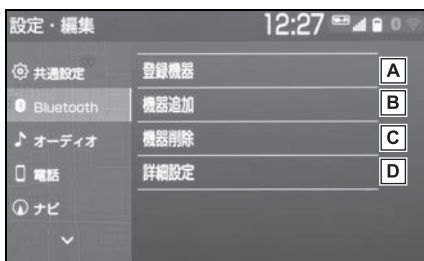 設定・編集
12:27
共通設定
Bluetooth
オーディオ
電話
ナビ
登録機器 A
機器追加 B
機器削除 C
詳細設定 D